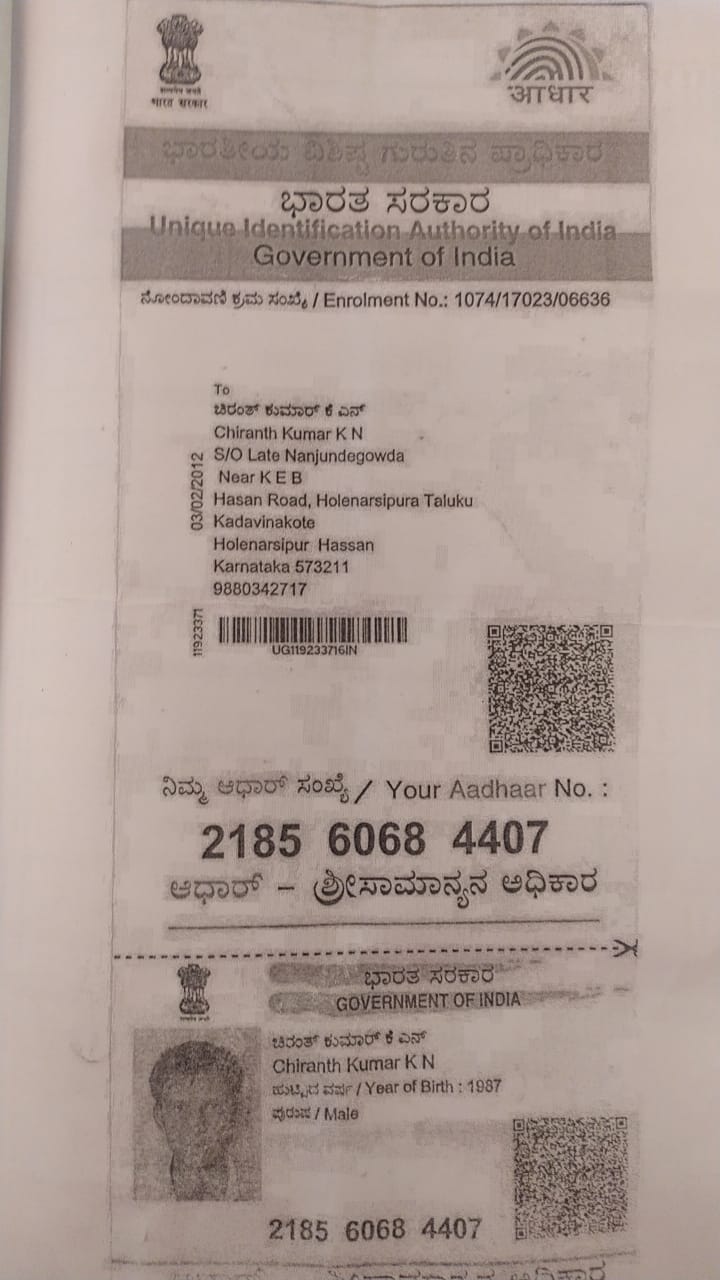 भारत सरकार
आधार
ಭಾರತೀಯ ವಿಶಿಷ್ಟ ಗುರುತಿನ ಪ್ರಾಧಿಕಾರ
ಭಾರತ ಸರಕಾರ
Unique Identification Authority of India
Government of India
ನೋಂದಾವಣಿ ಕ್ರಮ ಸಂಖ್ಯೆ / Enrolment No.: 1074/17023/06636
To
ಚಿರಂತ್ ಕುಮಾರ್ ಕೆ ಎನ್
Chiranth Kumar K N
S/O Late Nanjundegowda
Near K E B
Hasan Road, Holenarsipura Taluku
Kadavinakote
Holenarsipur Hassan
Karnataka 573211
9880342717
03/02/2012
11923371
UG119233716IN
ನಿಮ್ಮ ಆಧಾರ್ ಸಂಖ್ಯೆ / Your Aadhaar No. :
2185 6068 4407
ಆಧಾರ್ – ಶ್ರೀಸಾಮಾನ್ಯನ ಅಧಿಕಾರ
ಭಾರತ ಸರಕಾರ
GOVERNMENT OF INDIA
ಚಿರಂತ್ ಕುಮಾರ್ ಕೆ ಎನ್
Chiranth Kumar K N
ಹುಟ್ಟಿದ ವರ್ಷ / Year of Birth : 1987
ಪುರುಷ / Male
2185 6068 4407